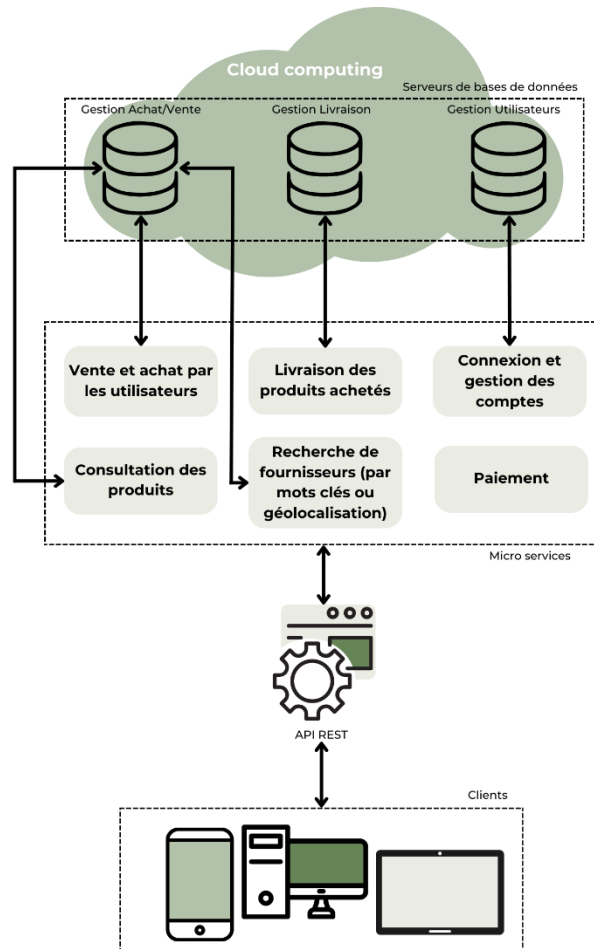 Cloud computing
Serveurs de bases de données
Gestion Achat/Vente
Gestion Livraison
Gestion Utilisateurs
Vente et achat par
les utilisateurs
Livraison des
produits achetés
Connexion et
gestion des
comptes
Consultation des
produits
Recherche de
fournisseurs (par
mots clés ou
géolocalisation)
Paiement
Micro services
API REST
Clients